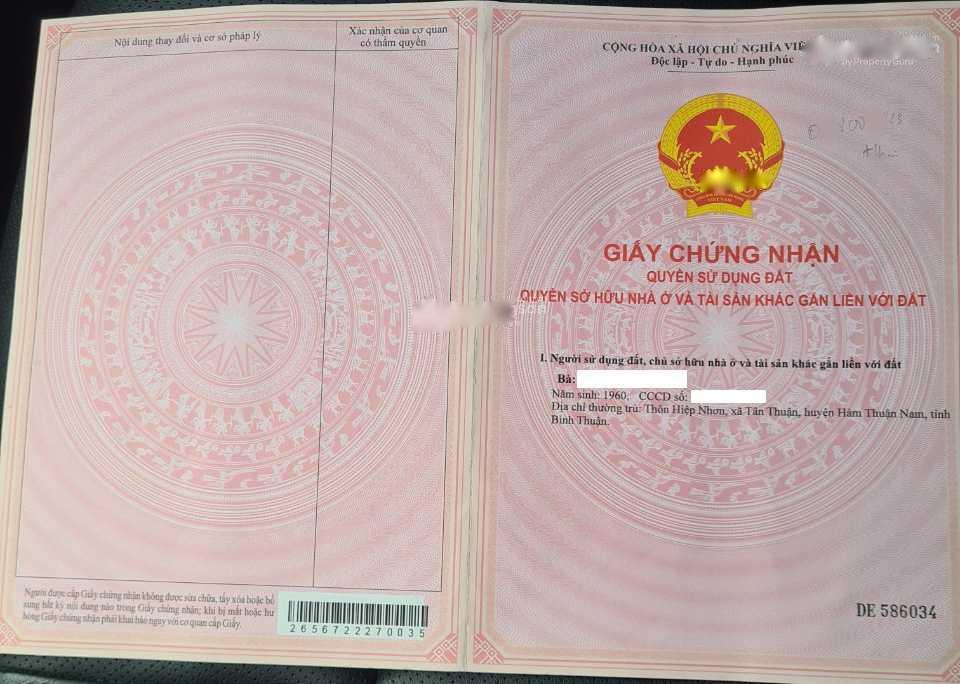 Nội dung thay đổi và cơ sở pháp lý
Xác nhận của cơ quan
có thẩm quyền
Người được cấp Giấy chứng nhận không được sửa chữa, tẩy xóa hoặc bổ
sung bất kỳ nội dung nào trong Giấy chứng nhận; khi bị mất hoặc hư
hỏng Giấy chứng nhận phải khai báo ngay với cơ quan cấp Giấy.
2656722270035
CỘNG HÒA XÃ HỘI CHỦ NGHĨA
by PropertyGuru
Độc lập - Tự do - Hạnh phúc
VIỆT NAM
GIẤY CHỨNG NHẬN
QUYỀN SỬ DỤNG ĐẤT
QUYỀN SỞ HỮU NHÀ Ở VÀ TÀI SẢN KHÁC GẮN LIỀN VỚI ĐẤT
I. Người sử dụng đất, chủ sở hữu nhà ở và tài sản khác gắn liền với đất
Bà:
Năm sinh: 1960, CCCD số:
Địa chỉ thường trú: Thôn Hiệp Nhơn, xã Tân Thuận, huyện Hàm Thuận Nam, tỉnh
Bình Thuận.
DE 586034